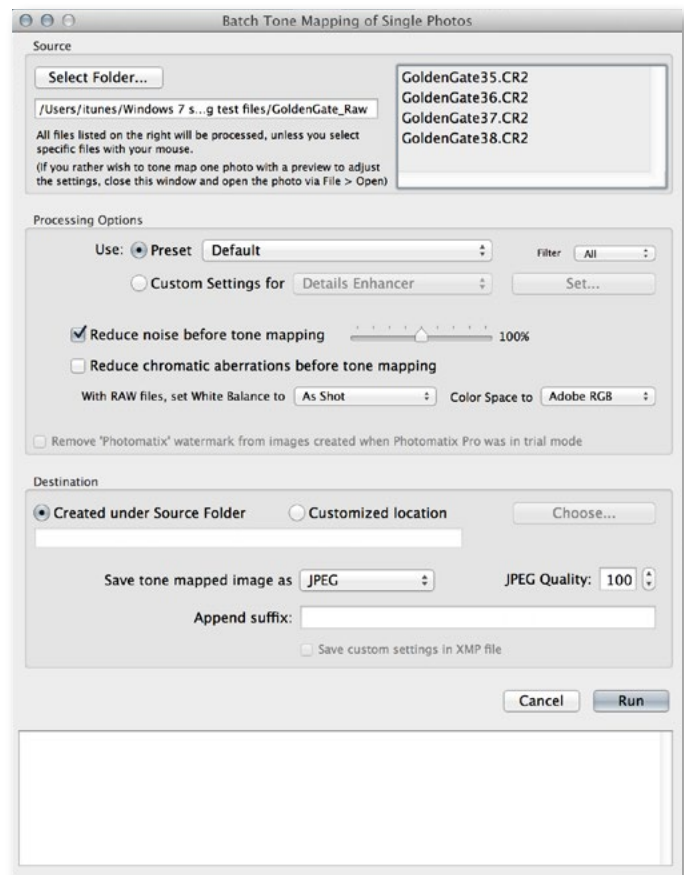 Batch Tone Mapping of Single Photos
Source
Select Folder...
/Users/itunes/Windows 7 s...g test files/GoldenGate_Raw
All files listed on the right will be processed, unless you select
specific files with your mouse.
(If you rather wish to tone map one photo with a preview to adjust
the settings, close this window and open the photo via File > Open)
GoldenGate35.CR2
GoldenGate36.CR2
GoldenGate37.CR2
GoldenGate38.CR2
Processing Options
Use: Preset Default Filter All
Custom Settings for Details Enhancer Set...
Reduce noise before tone mapping 100%
Reduce chromatic aberrations before tone mapping
With RAW files, set White Balance to As Shot Color Space to Adobe RGB
Remove 'Photomatix' watermark from images created when Photomatix Pro was in trial mode
Destination
Created under Source Folder Customized location Choose...
Save tone mapped image as JPEG JPEG Quality: 100
Append suffix:
Save custom settings in XMP file
Cancel Run